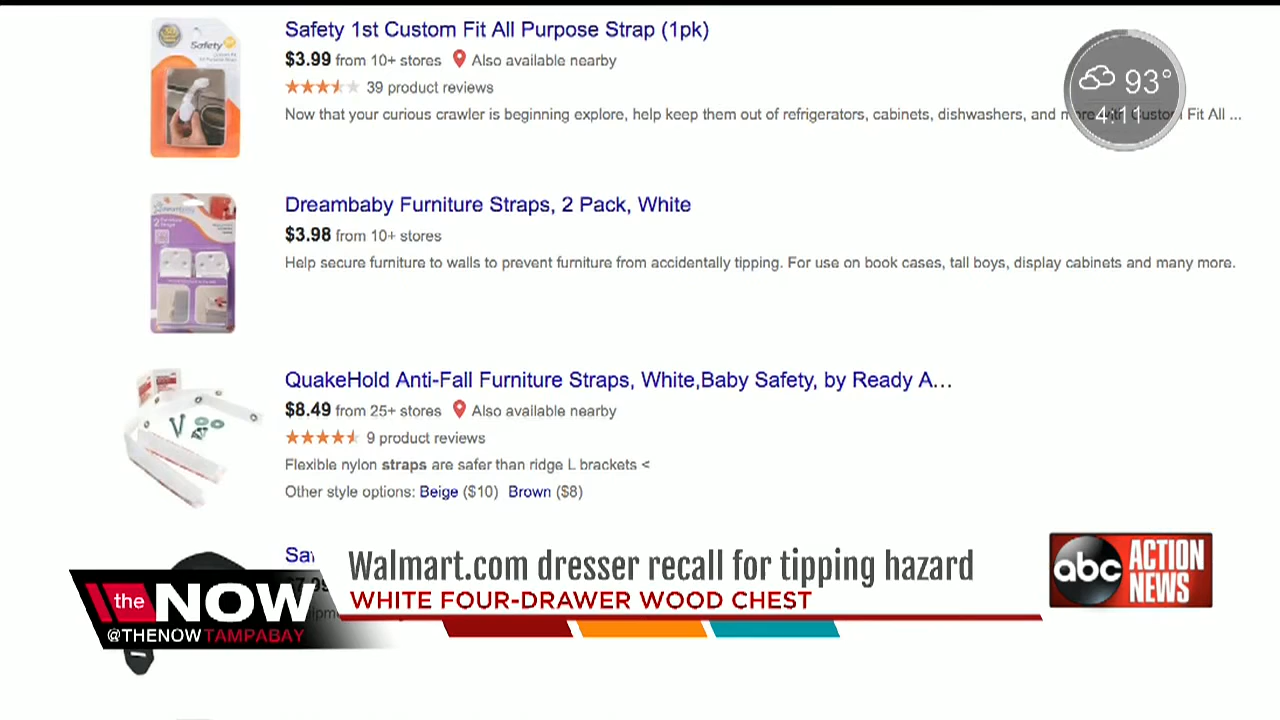 Safety 1st Custom Fit All Purpose Strap (1pk)
$3.99 from 10+ stores Also available nearby
39 product reviews
Now that your curious crawler is beginning explore, help keep them out of refrigerators, cabinets, dishwashers, and more with Custom Fit All ...
93°
4:11
Safety
Dreambaby Furniture Straps, 2 Pack, White
$3.98 from 10+ stores
Help secure furniture to walls to prevent furniture from accidentally tipping. For use on book cases, tall boys, display cabinets and many more.
QuakeHold Anti-Fall Furniture Straps, White,Baby Safety, by Ready A...
$8.49 from 25+ stores Also available nearby
9 product reviews
Flexible nylon straps are safer than ridge L brackets <
Other style options: Beige ($10) Brown ($8)
Walmart.com dresser recall for tipping hazard
WHITE FOUR-DRAWER WOOD CHEST
the NOW
@THENOWTAMPABAY
abc ACTION NEWS